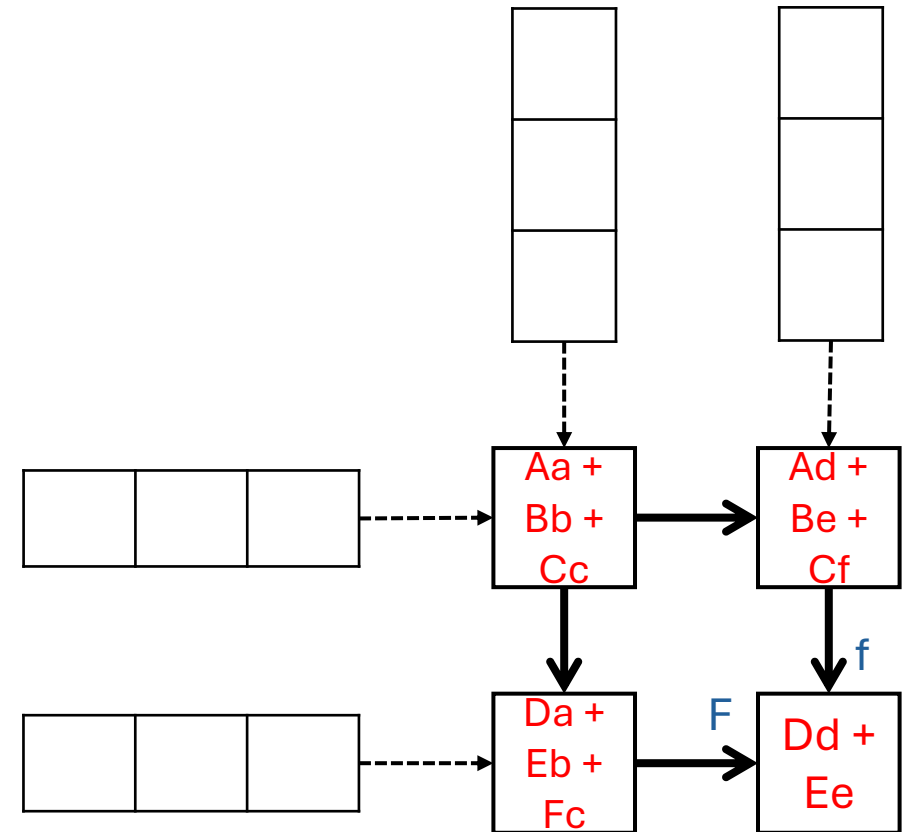 Aa +
Bb +
Cc
Ad +
Be +
Cf
f
Da +
Eb +
Fc
F
Dd +
Ee